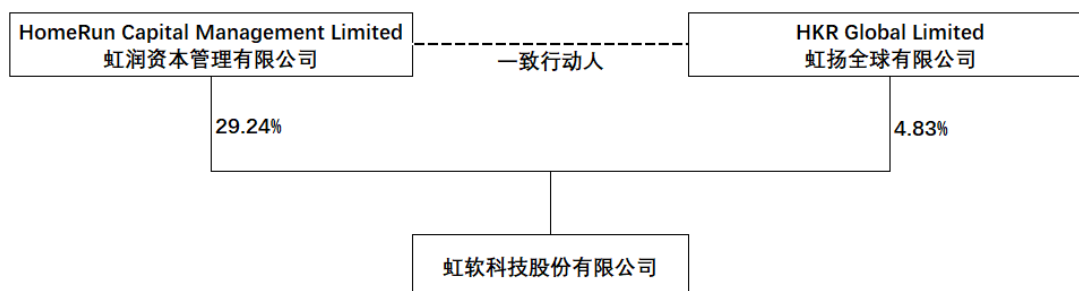 HomeRun Capital Management Limited
虹润资本管理有限公司
HKR Global Limited
虹扬全球有限公司
一致行动人
29.24%
4.83%
虹软科技股份有限公司